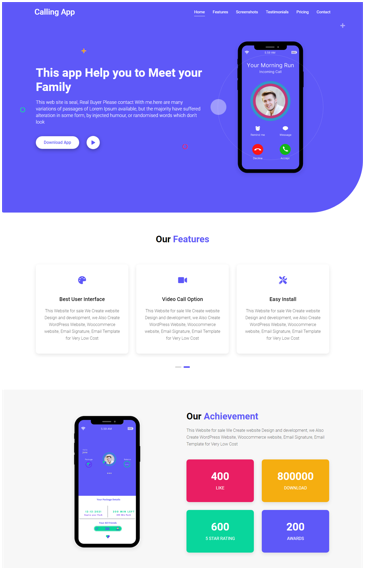 Calling App
Home Features Screenshots Testimonials Pricing Contact
This app Help you to Meet your
Family
This web site is seal, Real Buyer Please contact With me.here are many
variations of passages of Lorem Ipsum available, but the majority have suffered
alteration in some form, by injected humour, or randomised words which don't
look
Download App
Your Morning Run
Incoming Call
Remind Me Message
Decline Accept
Our Features
Best User Interface
This Website for sale We Create website
Design and development, we Also Create
WordPress Website, Woocommerce
website, Email Signature, Email Template
for Very Low Cost
Video Call Option
This Website for sale We Create website
Design and development, we Also Create
WordPress Website, Woocommerce
website, Email Signature, Email Template
for Very Low Cost
Easy Install
This Website for sale We Create website
Design and development, we Also Create
WordPress Website, Woocommerce
website, Email Signature, Email Template
for Very Low Cost
Our Achievement
This Website for sale We Create website Design and development, we Also
Create WordPress Website, Woocommerce website, Email Signature, Email
Template for Very Low Cost
400
LIKE
800000
DOWNLOAD
600
5 STAR RATING
200
AWARDS